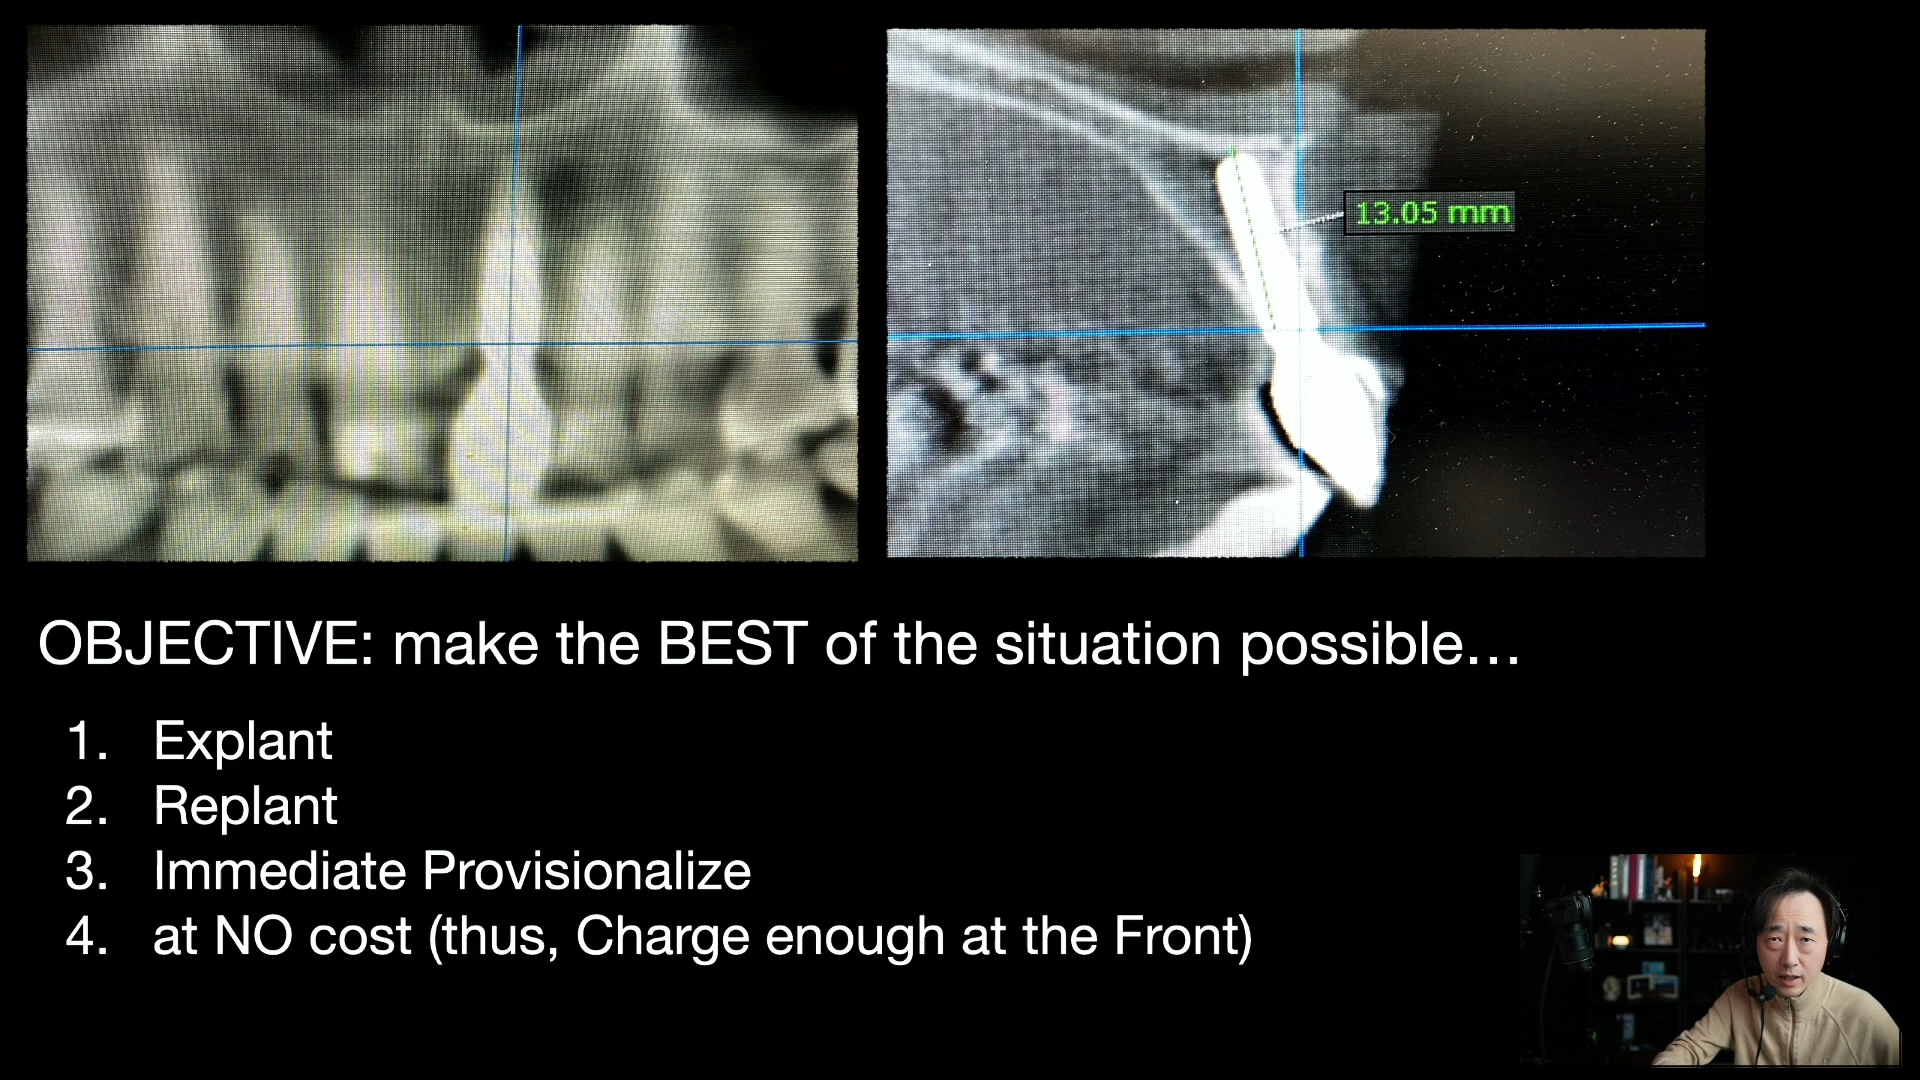 13.05 mm
OBJECTIVE: make the BEST of the situation possible…
1. Explant
2. Replant
3. Immediate Provisionalize
4. at NO cost (thus, Charge enough at the Front)